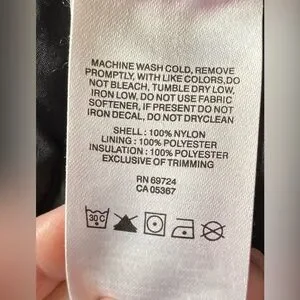 MACHINE WASH COLD, REMOVE
PROMPTLY, WITH LIKE COLORS,DO
NOT BLEACH, TUMBLE DRY LOW,
IRON LOW, DO NOT USE FABRIC
SOFTENER, IF PRESENT DO NOT
IRON DECAL, DO NOT DRYCLEAN
SHELL : 100% NYLON
LINING : 100% POLYESTER
INSULATION : 100% POLYESTER
EXCLUSIVE OF TRIMMING
RN 69724
CA 05367
30C